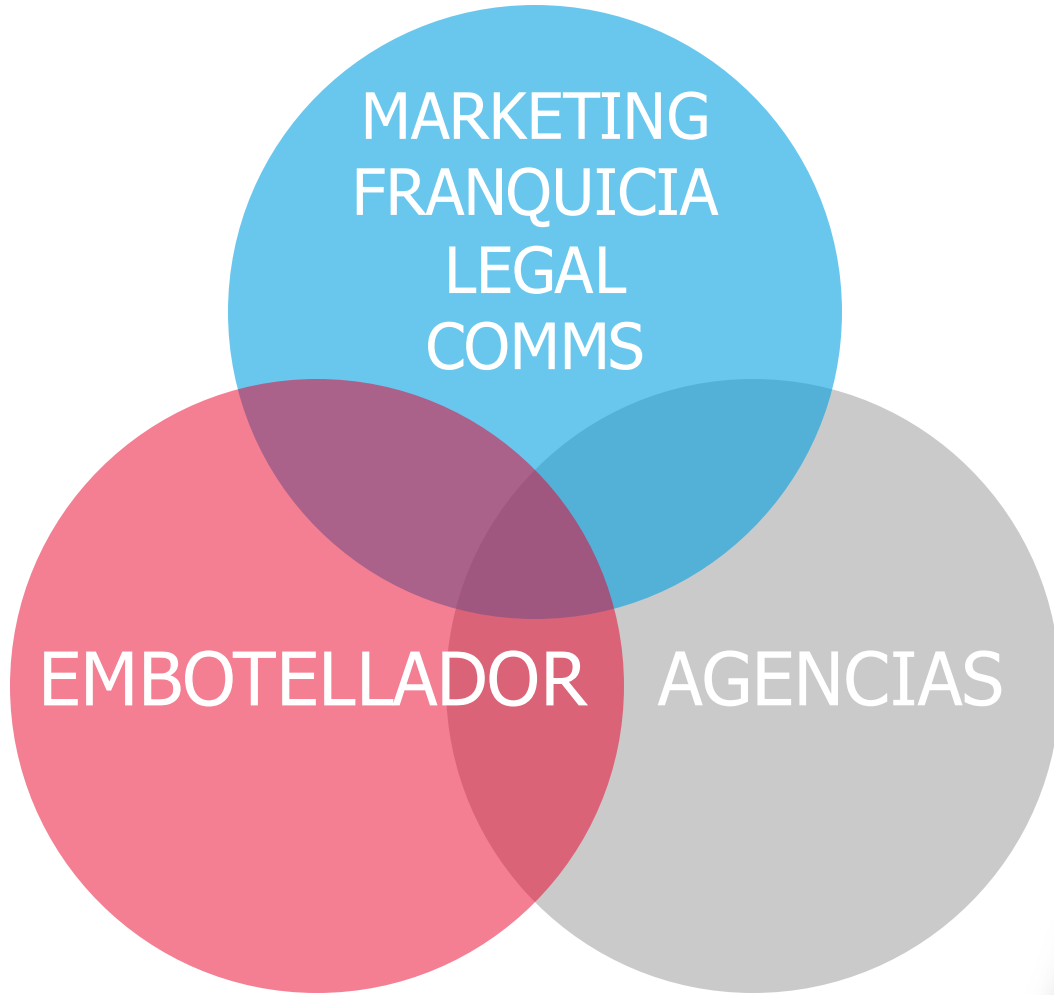 MARKETING
FRANQUICIA
LEGAL
COMMS
EMBOTELLADOR
AGENCIAS